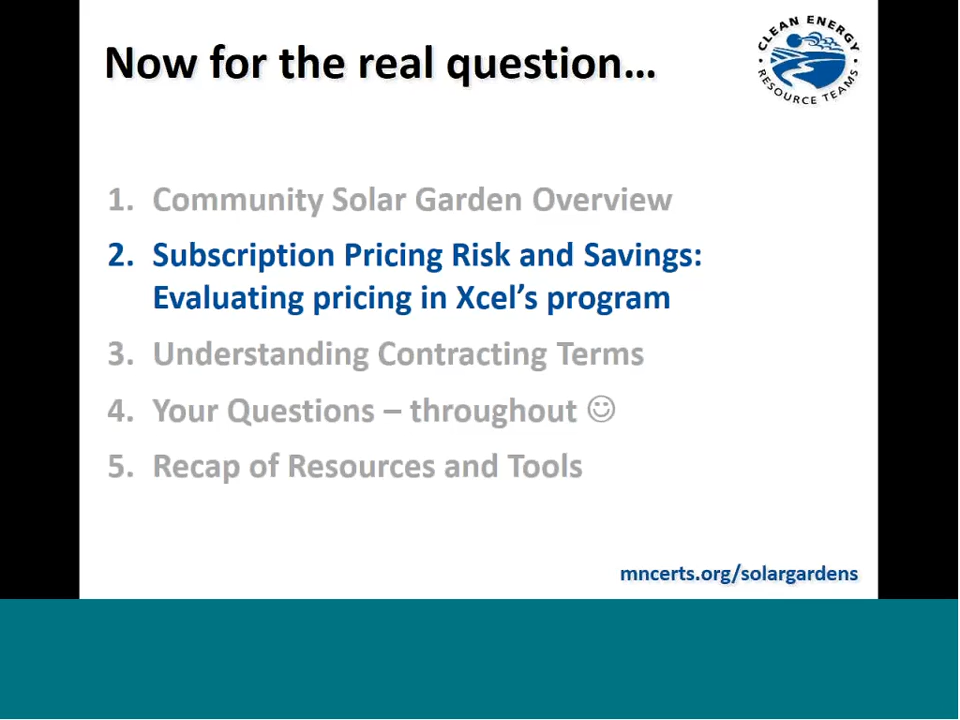 Now for the real question...
CLEAN ENERGY
• RESOURCE TEAMS •
1. Community Solar Garden Overview
2. Subscription Pricing Risk and Savings:
Evaluating pricing in Xcel's program
3. Understanding Contracting Terms
4. Your Questions – throughout ☺
5. Recap of Resources and Tools
mncerts.org/solargardens